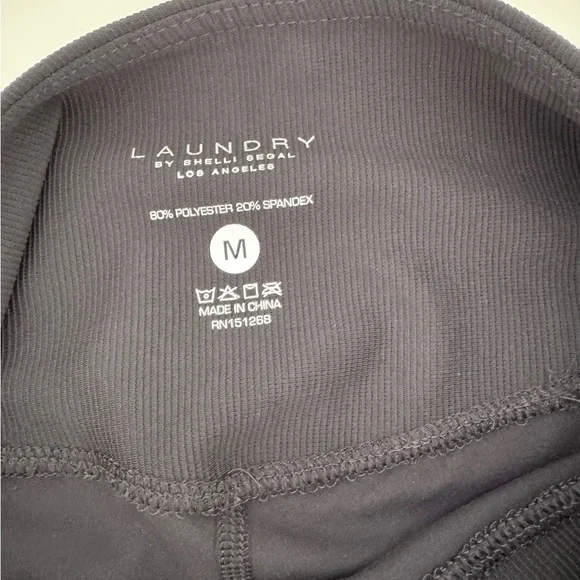 LAUNDRY
BY SHELLI SEGAL
LOS ANGELES
80% POLYESTER 20% SPANDEX
M
MADE IN CHINA
RN151268